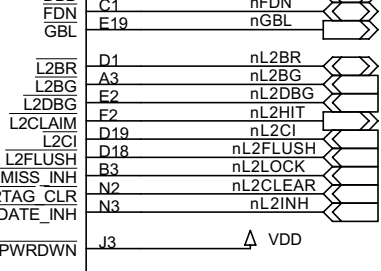 FDN C1 nFDN
GBL E19 nGBL
L2BR D1 nL2BR
L2BG A3 nL2BG
L2DBG E2 nL2DBG
L2CLAIM F2 nL2HIT
L2CI D19 nL2CI
L2FLUSH D18 nL2FLUSH
MISS_INH B3 nL2LOCK
TAG_CLR N2 nL2CLEAR
DATE_INH N3 nL2INH
PWRDWN J3 VDD